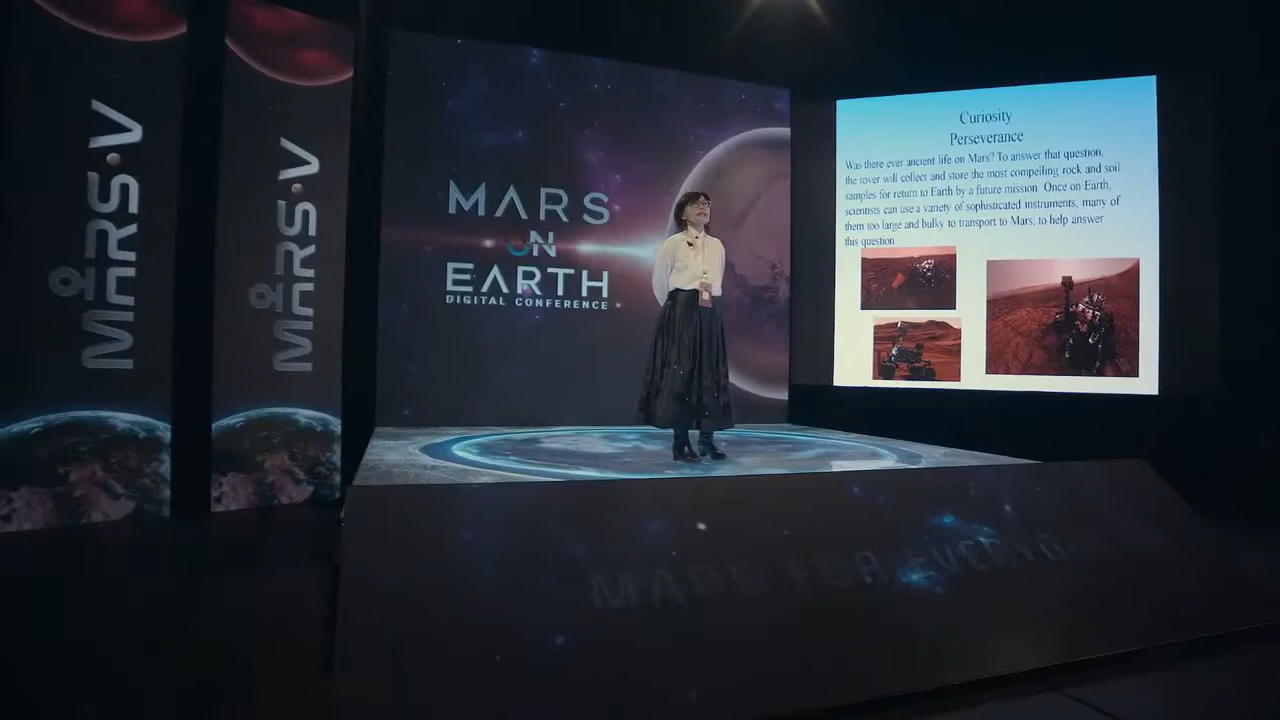 MARS·V
MARS·V
MARS
ON
EARTH
DIGITAL CONFERENCE
Curiosity
Perseverance
Was there ever ancient life on Mars? To answer that question,
the rover will collect and store the most compelling rock and soil
samples for return to Earth by a future mission. Once on Earth,
scientists can use a variety of sophisticated instruments, many of
them too large and bulky to transport to Mars, to help answer
this question
MARS FOR